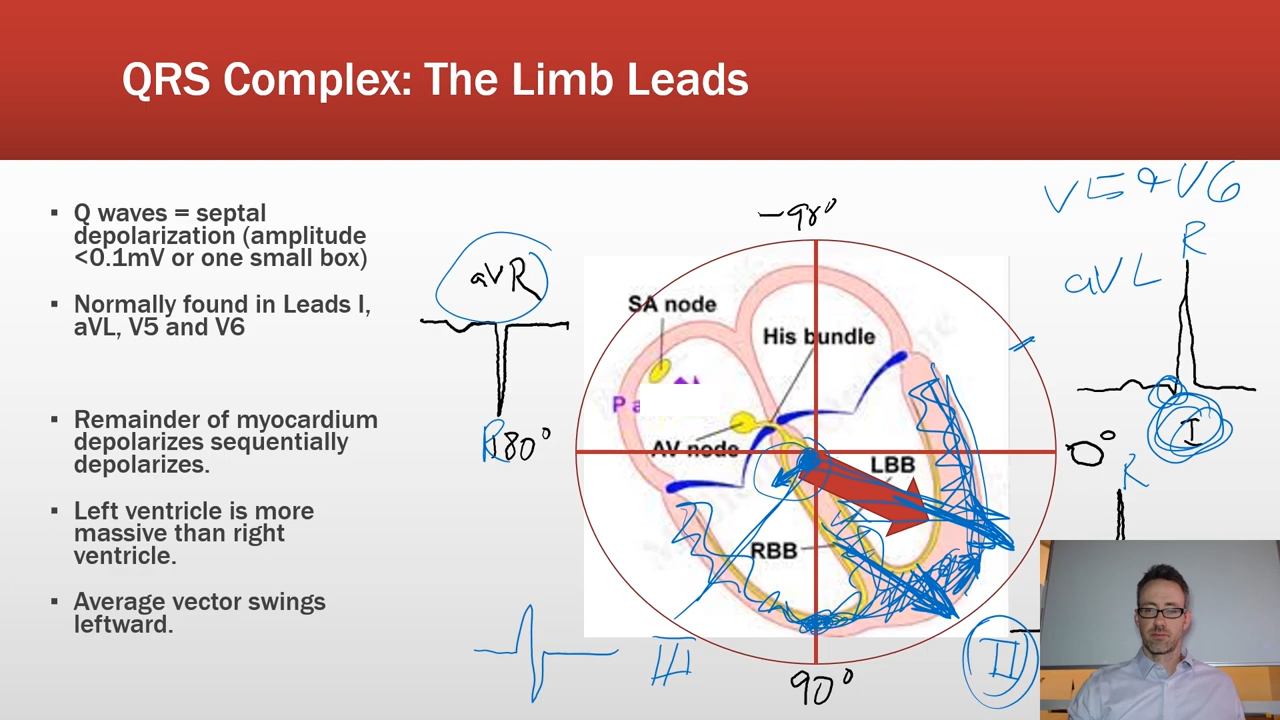 QRS Complex: The Limb Leads
▪ Q waves = septal
depolarization (amplitude
<0.1mV or one small box)
▪ Normally found in Leads I,
aVL, V5 and V6
▪ Remainder of myocardium
depolarizes sequentially
depolarizes.
▪ Left ventricle is more
massive than right
ventricle.
▪ Average vector swings
leftward.
aVR
R
180°
-90°
SA node
His bundle
P a
AV node
LBB
RBB
90°
III
II
V5 & V6
R
aVL
I
0°
R